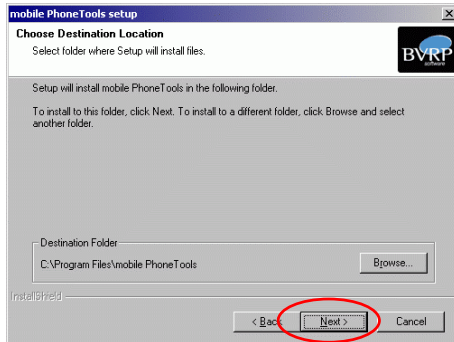 mobile PhoneTools setup
Choose Destination Location
Select folder where Setup will install files.
BVRP
software
Setup will install mobile PhoneTools in the following folder.
To install to this folder, click Next. To install to a different folder, click Browse and select
another folder.
Destination Folder
C:\Program Files\mobile PhoneTools
Browse...
InstallShield
< Back
Next >
Cancel